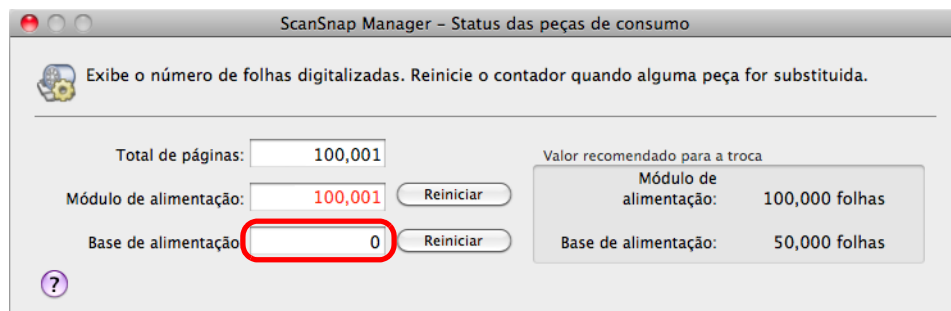 ScanSnap Manager – Status das peças de consumo
Exibe o número de folhas digitalizadas. Reinicie o contador quando alguma peça for substituida.
Total de páginas: 100,001
Módulo de alimentação: 100,001 Reiniciar
Base de alimentação 0 Reiniciar
Valor recomendado para a troca
Módulo de
alimentação: 100,000 folhas
Base de alimentação: 50,000 folhas
?